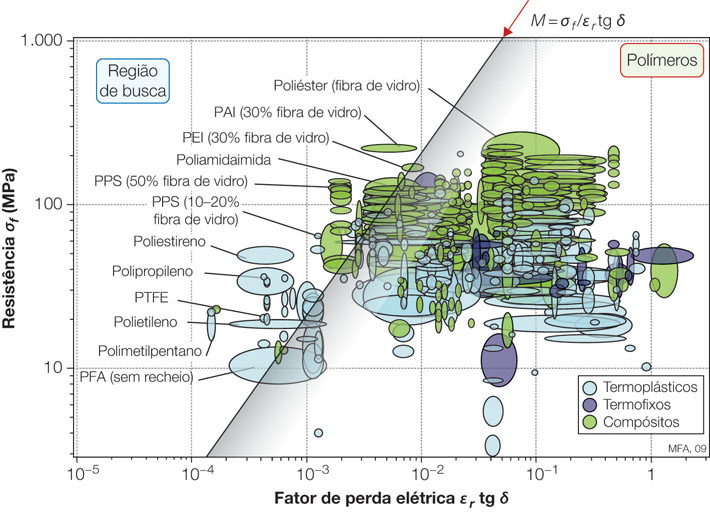 M = σf/εr tg δ
1.000
Região
de busca
Polímeros
Poliéster (fibra de vidro)
PAI (30% fibra de vidro)
PEI (30% fibra de vidro)
Poliamidaimida
PPS (50% fibra de vidro)
PPS (10–20%
fibra de vidro)
100
Poliestireno
Polipropileno
PTFE
Polietileno
Polimetilpentano
PFA (sem recheio)
10
Resistência σf (MPa)
Termoplásticos
Termofixos
Compósitos
MFA, 09
10⁻⁵ 10⁻⁴ 10⁻³ 10⁻² 10⁻¹ 1
Fator de perda elétrica εr tg δ